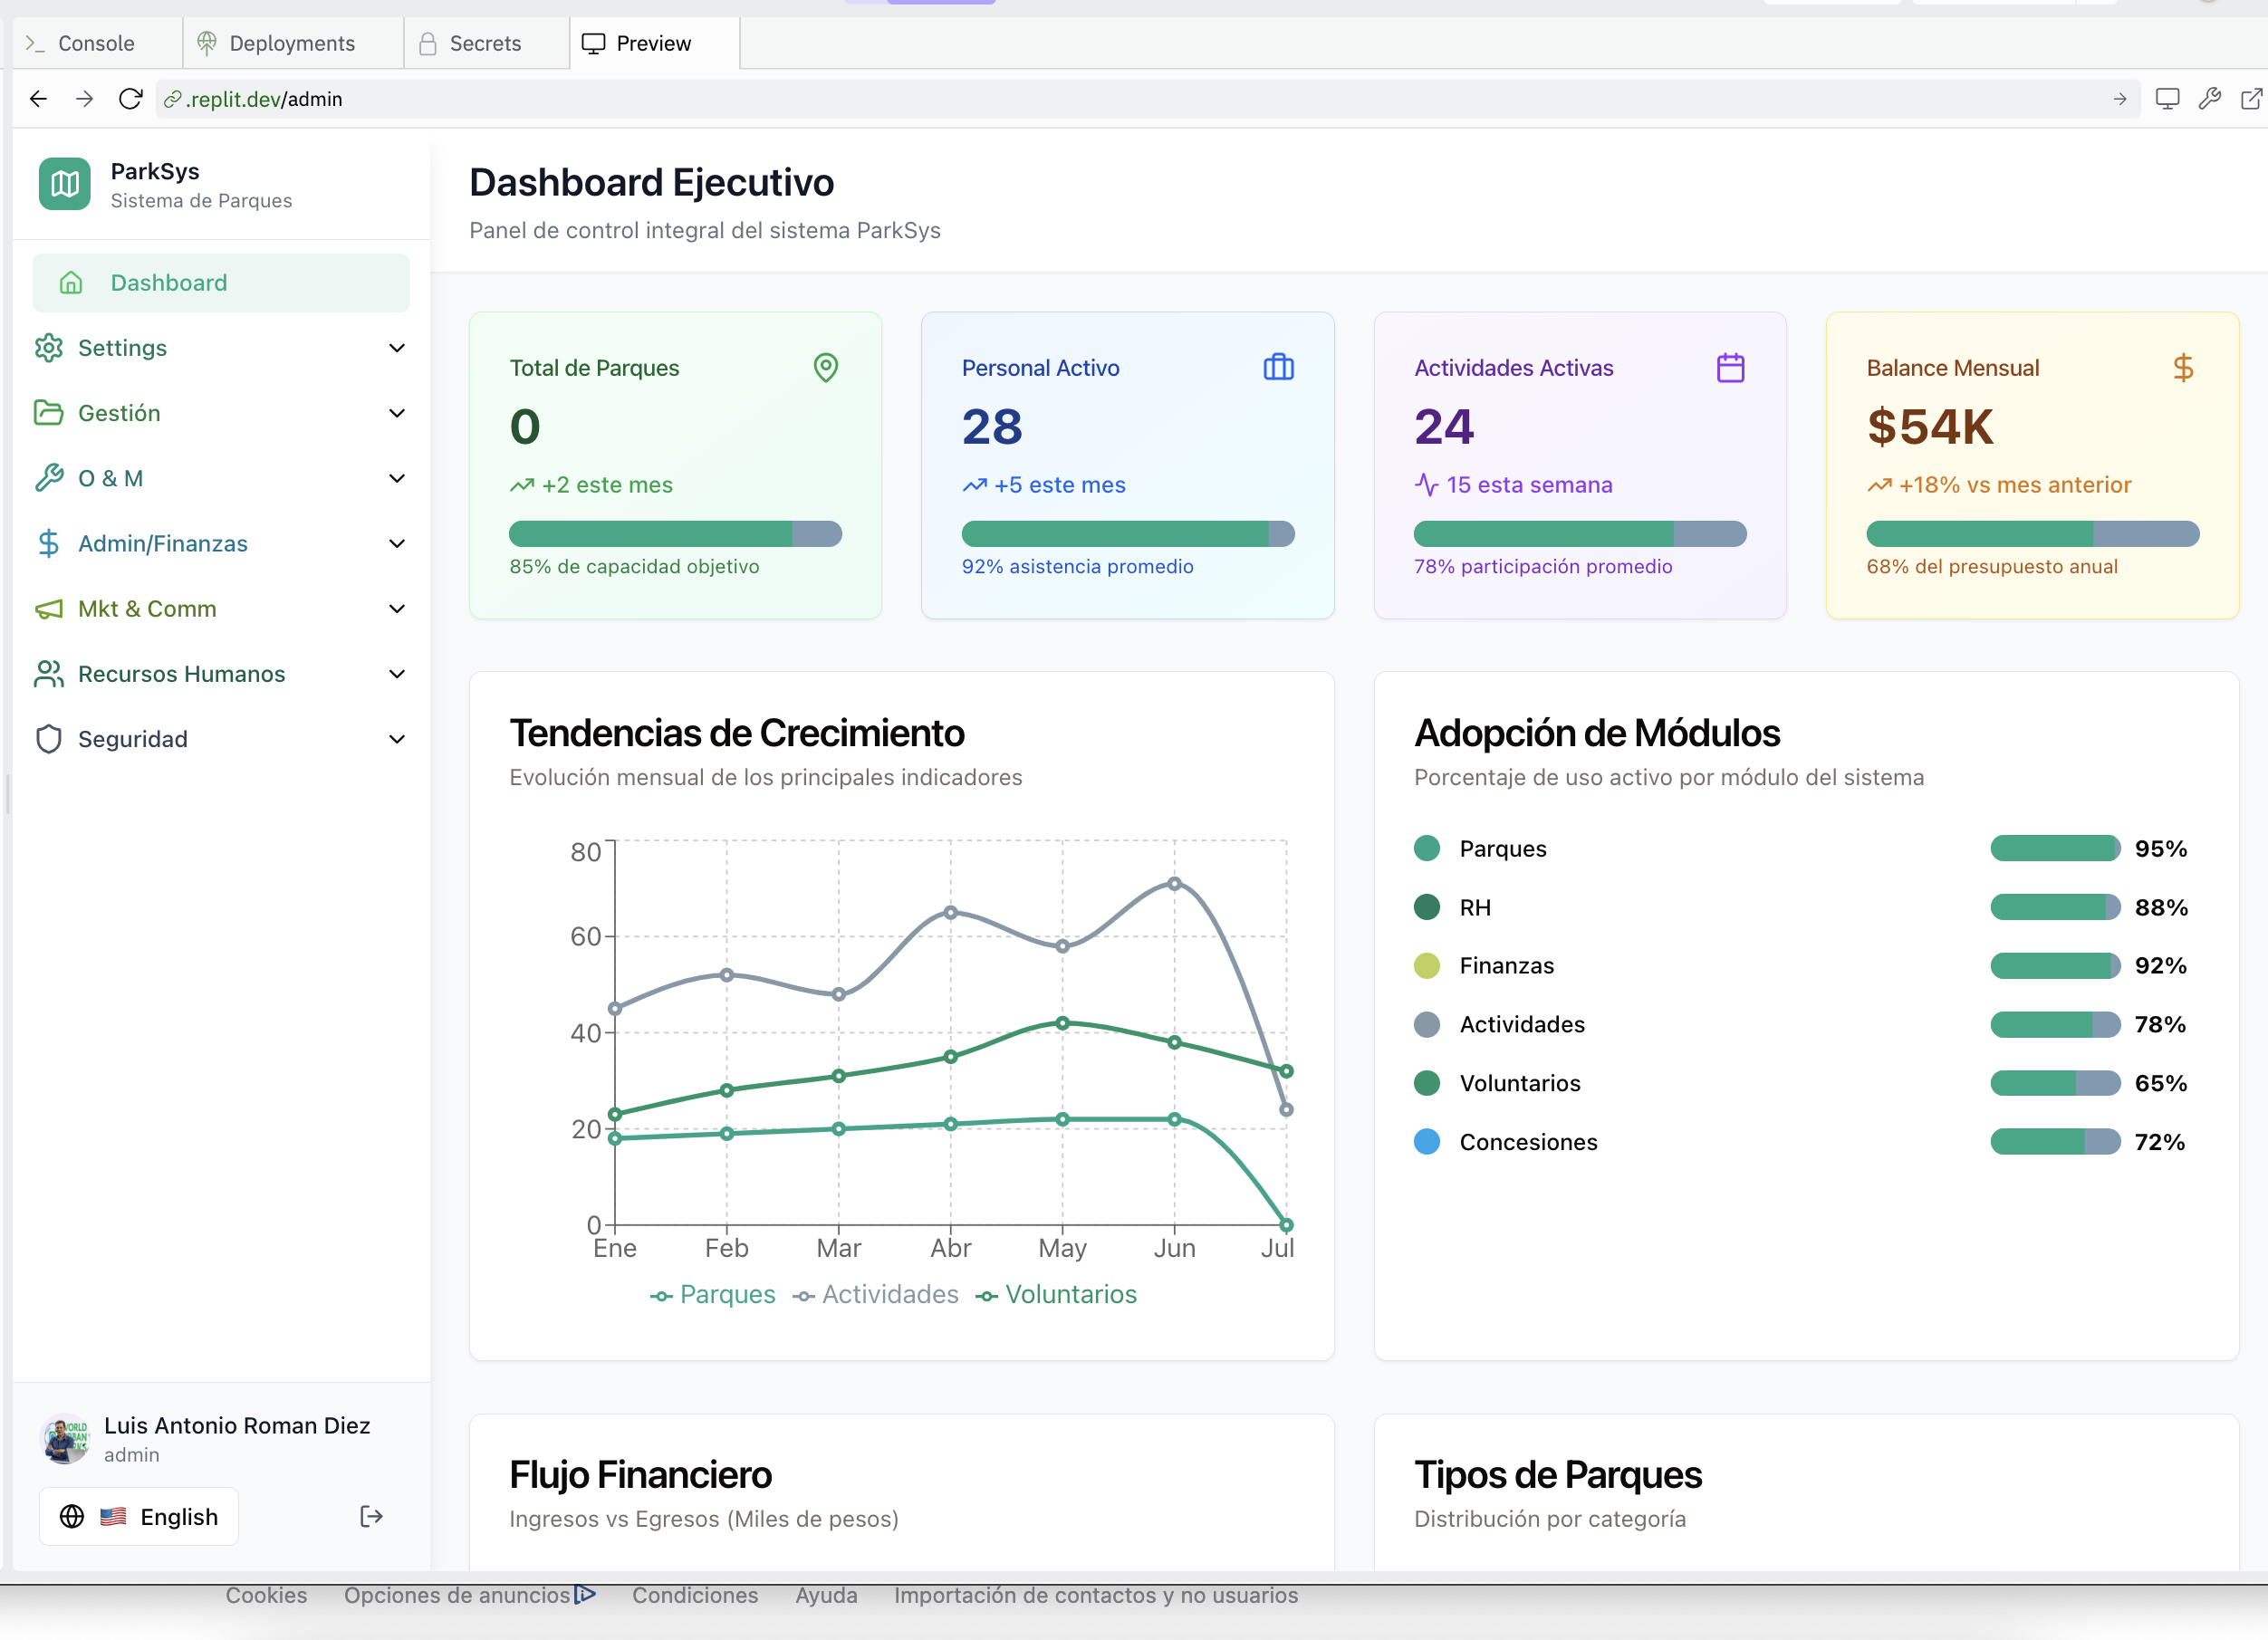 Console
Deployments
Secrets
Preview
.replit.dev/admin
ParkSys
Sistema de Parques
Dashboard
Settings
Gestión
O & M
Admin/Finanzas
Mkt & Comm
Recursos Humanos
Seguridad
Luis Antonio Roman Diez
admin
English
Dashboard Ejecutivo
Panel de control integral del sistema ParkSys
Total de Parques
0
+2 este mes
85% de capacidad objetivo
Personal Activo
28
+5 este mes
92% asistencia promedio
Actividades Activas
24
15 esta semana
78% participación promedio
Balance Mensual
$54K
+18% vs mes anterior
68% del presupuesto anual
Tendencias de Crecimiento
Evolución mensual de los principales indicadores
80
60
40
20
0
Ene Feb Mar Abr May Jun Jul
Parques Actividades Voluntarios
Adopción de Módulos
Porcentaje de uso activo por módulo del sistema
Parques 95%
RH 88%
Finanzas 92%
Actividades 78%
Voluntarios 65%
Concesiones 72%
Flujo Financiero
Ingresos vs Egresos (Miles de pesos)
Tipos de Parques
Distribución por categoría
Cookies Opciones de anuncios Condiciones Ayuda Importación de contactos y no usuarios